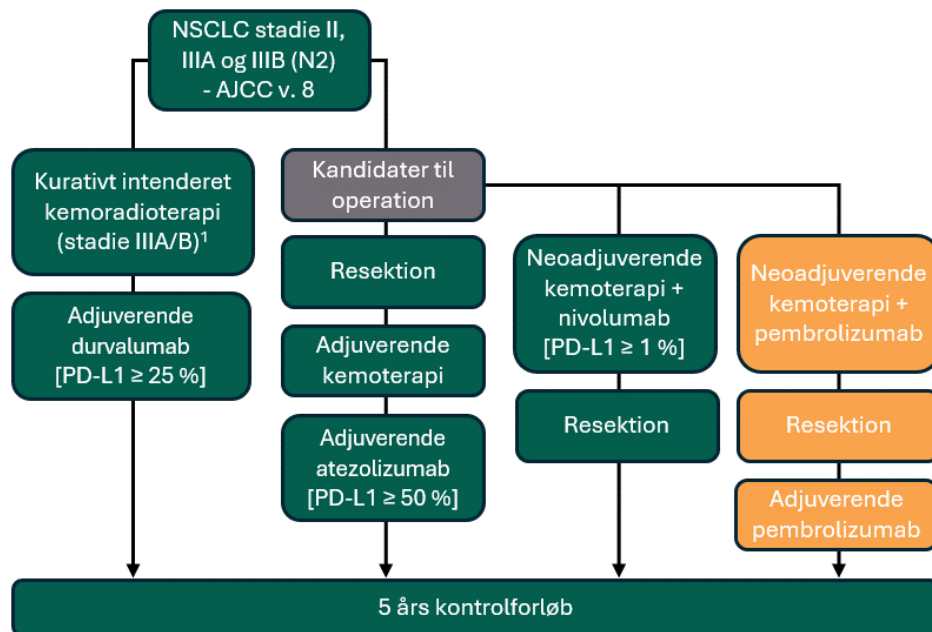 NSCLC stadie II,
IIIA og IIIB (N2)
- AJCC v. 8
Kurativt intenderet
kemoradioterapi
(stadie IIIA/B)¹
Adjuverende
durvalumab
[PD-L1 ≥ 25 %]
Kandidater til
operation
Resektion
Adjuverende
kemoterapi
Adjuverende
atezolizumab
[PD-L1 ≥ 50 %]
Neoadjuverende
kemoterapi +
nivolumab
[PD-L1 ≥ 1 %]
Resektion
Neoadjuverende
kemoterapi +
pembrolizumab
Resektion
Adjuverende
pembrolizumab
5 års kontrolforløb